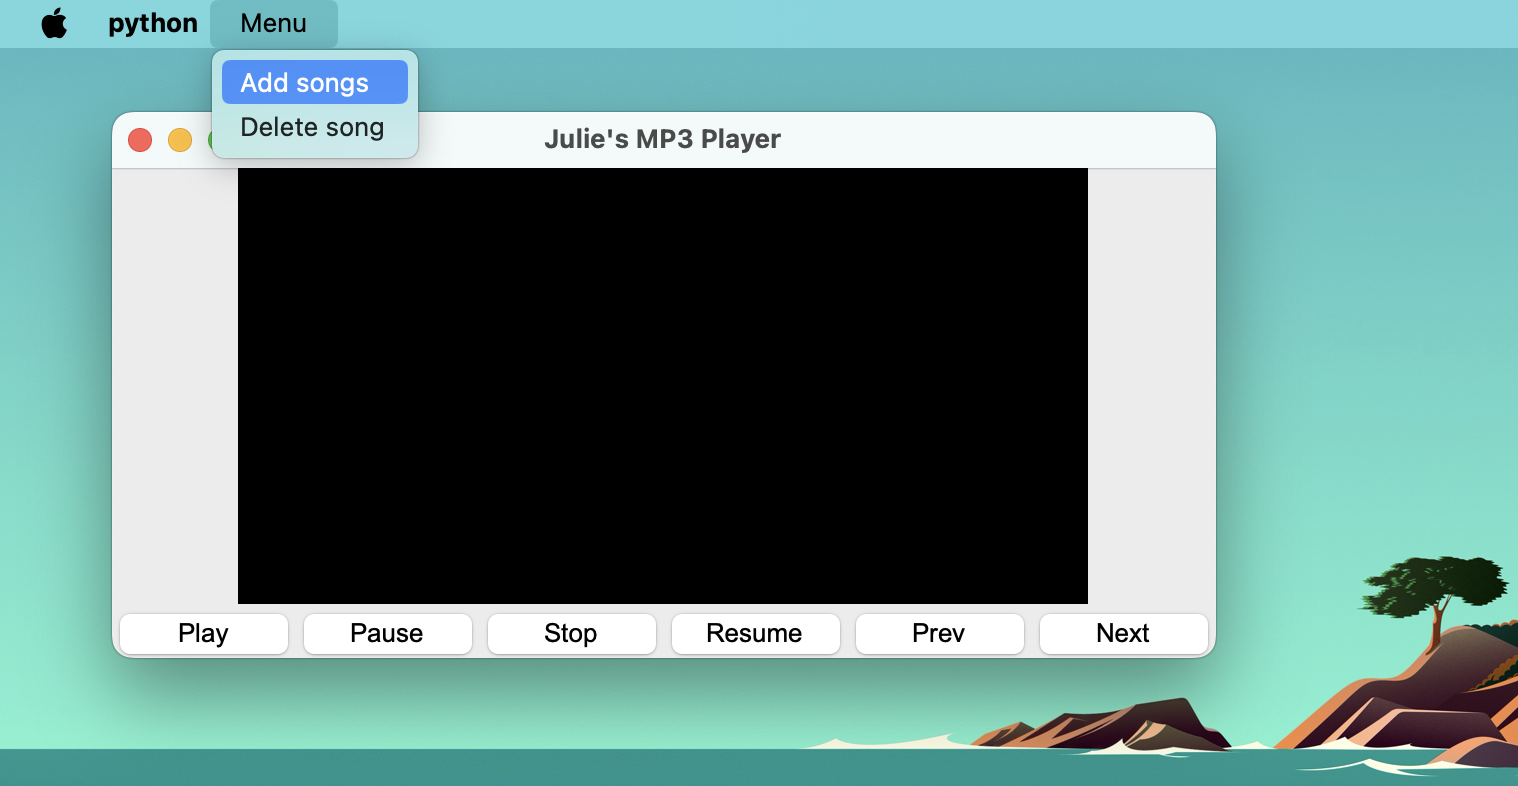 python Menu
Add songs
Delete song
Julie's MP3 Player
Play Pause Stop Resume Prev Next